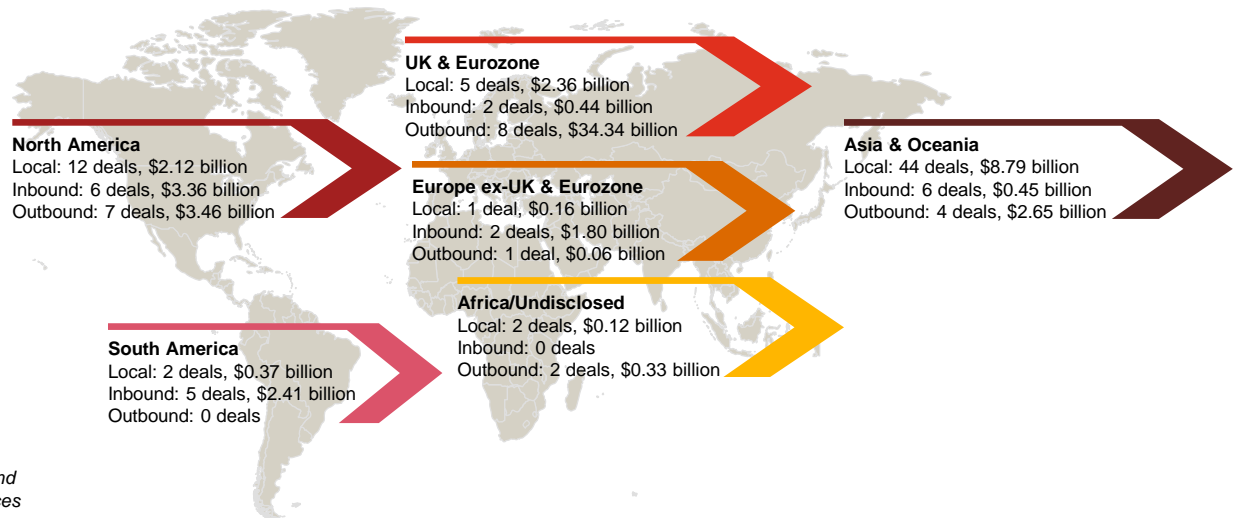 UK & Eurozone
Local: 5 deals, $2.36 billion
Inbound: 2 deals, $0.44 billion
Outbound: 8 deals, $34.34 billion
North America
Local: 12 deals, $2.12 billion
Inbound: 6 deals, $3.36 billion
Outbound: 7 deals, $3.46 billion
Asia & Oceania
Local: 44 deals, $8.79 billion
Inbound: 6 deals, $0.45 billion
Outbound: 4 deals, $2.65 billion
Europe ex-UK & Eurozone
Local: 1 deal, $0.16 billion
Inbound: 2 deals, $1.80 billion
Outbound: 1 deal, $0.06 billion
Africa/Undisclosed
Local: 2 deals, $0.12 billion
Inbound: 0 deals
Outbound: 2 deals, $0.33 billion
South America
Local: 2 deals, $0.37 billion
Inbound: 5 deals, $2.41 billion
Outbound: 0 deals